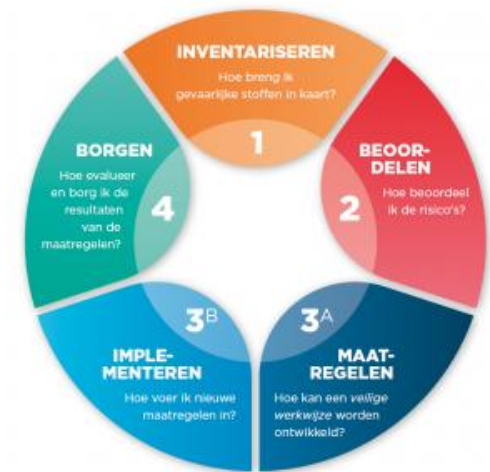 INVENTARISEREN
Hoe breng ik
gevaarlijke stoffen in kaart?
1
BEOOR-
DELEN
Hoe beoordeel
ik de risico's?
2
3A
MAAT-
REGELEN
Hoe kan een veilige
werkwijze worden
ontwikkeld?
3B
IMPLE-
MENTEREN
Hoe voer ik nieuwe
maatregelen in?
BORGEN
Hoe evalueer
en borg ik de
resultaten
van de
maatregelen?
4